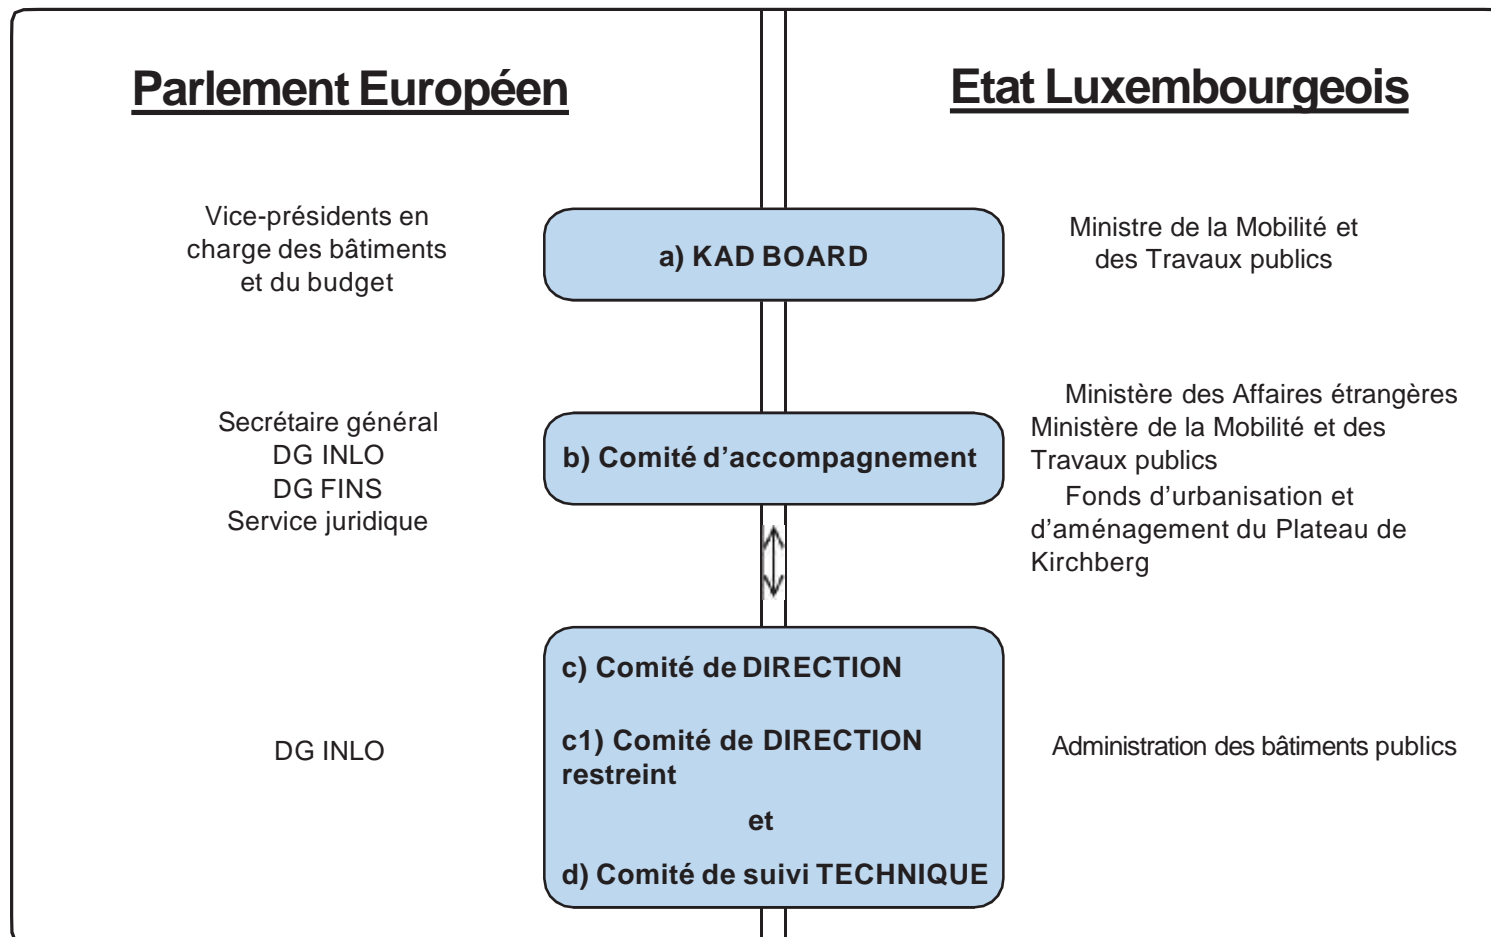 Parlement Européen
Etat Luxembourgeois
Vice-présidents en
charge des bâtiments
et du budget
a) KAD BOARD
Ministre de la Mobilité et
des Travaux publics
Secrétaire général
DG INLO
DG FINS
Service juridique
b) Comité d’accompagnement
Ministère des Affaires étrangères
Ministère de la Mobilité et des
Travaux publics
Fonds d’urbanisation et
d’aménagement du Plateau de
Kirchberg
DG INLO
c) Comité de DIRECTION
c1) Comité de DIRECTION
restreint
et
d) Comité de suivi TECHNIQUE
Administration des bâtiments publics